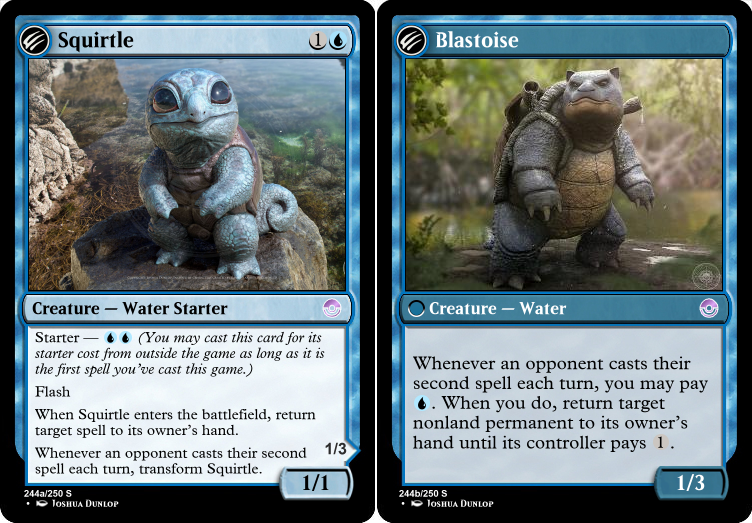 Squirtle
1
Creature — Water Starter
Starter — (You may cast this card for its
starter cost from outside the game as long as it is
the first spell you've cast this game.)
Flash
When Squirtle enters the battlefield, return
target spell to its owner's hand.
Whenever an opponent casts their second
spell each turn, transform Squirtle.
1/3
1/1
244a/250 S
• Joshua Dunlop
Blastoise
Creature — Water
Whenever an opponent casts their
second spell each turn, you may pay
. When you do, return target
nonland permanent to its owner's
hand until its controller pays 1.
1/3
244b/250 S
• Joshua Dunlop